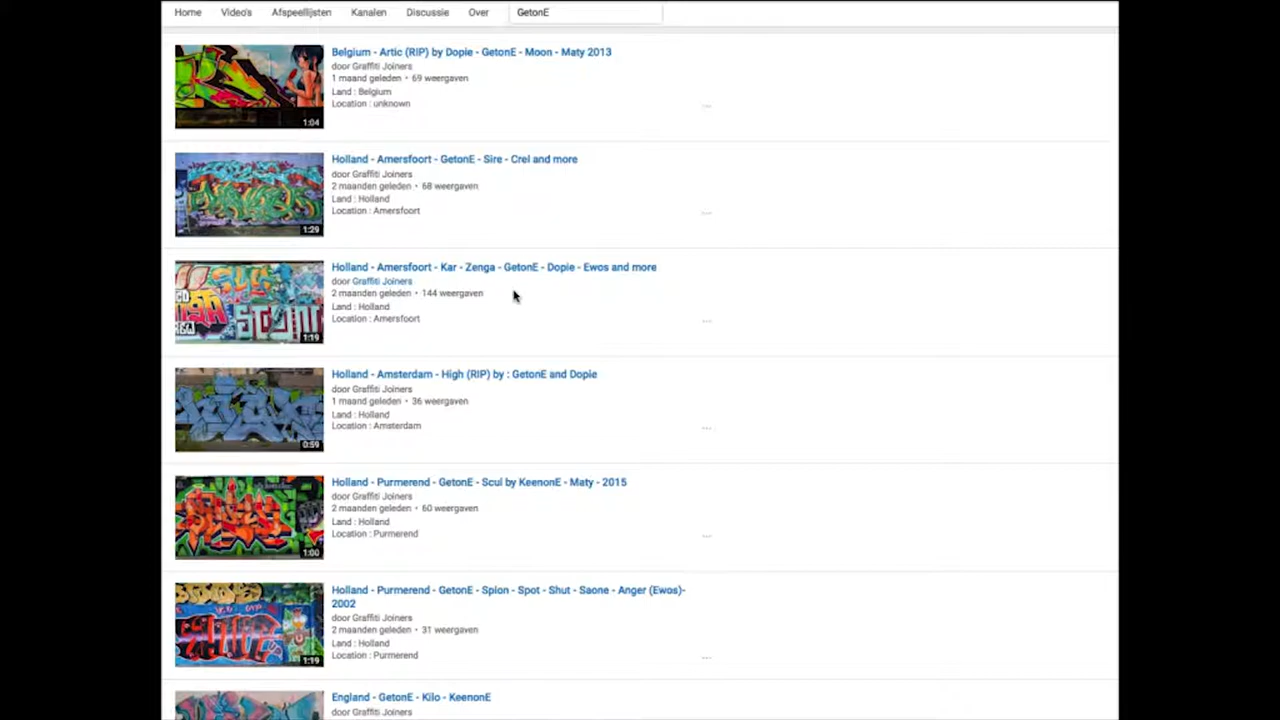 Home Video's Afspeellijsten Kanalen Discussie Over GetonE
Belgium - Artic (RIP) by Dopie - GetonE - Moon - Maty 2013
door Graffiti Joiners
1 maand geleden • 69 weergaven
Land : Belgium
Location : unknown
1:04
Holland - Amersfoort - GetonE - Sire - Crel and more
door Graffiti Joiners
2 maanden geleden • 68 weergaven
Land : Holland
Location : Amersfoort
1:29
Holland - Amersfoort - Kar - Zenga - GetonE - Dopie - Ewos and more
door Graffiti Joiners
2 maanden geleden • 144 weergaven
Land : Holland
Location : Amersfoort
1:19
Holland - Amsterdam - High (RIP) by : GetonE and Dopie
door Graffiti Joiners
1 maand geleden • 36 weergaven
Land : Holland
Location : Amsterdam
0:59
Holland - Purmerend - GetonE - Scul by KeenonE - Maty - 2015
door Graffiti Joiners
2 maanden geleden • 60 weergaven
Land : Holland
Location : Purmerend
1:00
Holland - Purmerend - GetonE - Spion - Spot - Shut - Saone - Anger (Ewos)-
2002
door Graffiti Joiners
2 maanden geleden • 31 weergaven
Land : Holland
Location : Purmerend
1:19
England - GetonE - Kilo - KeenonE
door Graffiti Joiners